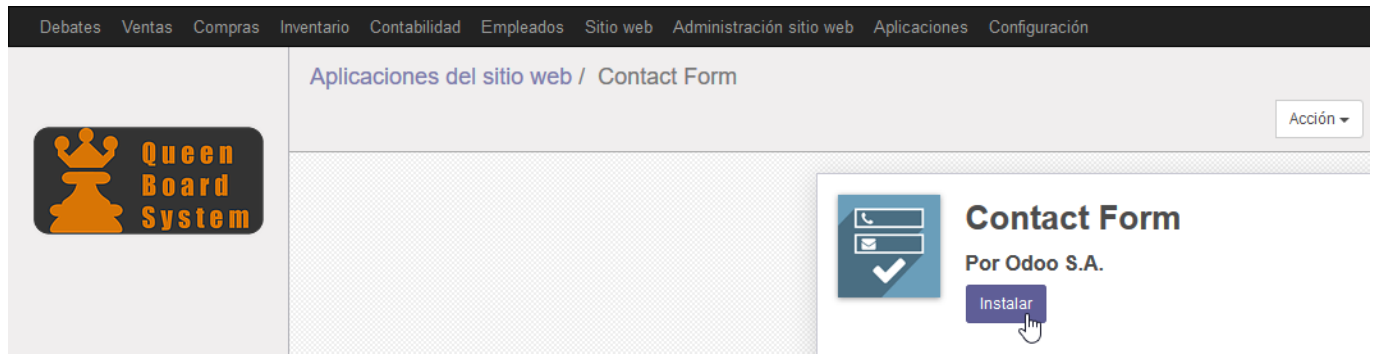 Debates Ventas Compras Inventario Contabilidad Empleados Sitio web Administración sitio web Aplicaciones Configuración
Aplicaciones del sitio web / Contact Form
Acción
Queen
Board
System
Contact Form
Por Odoo S.A.
Instalar